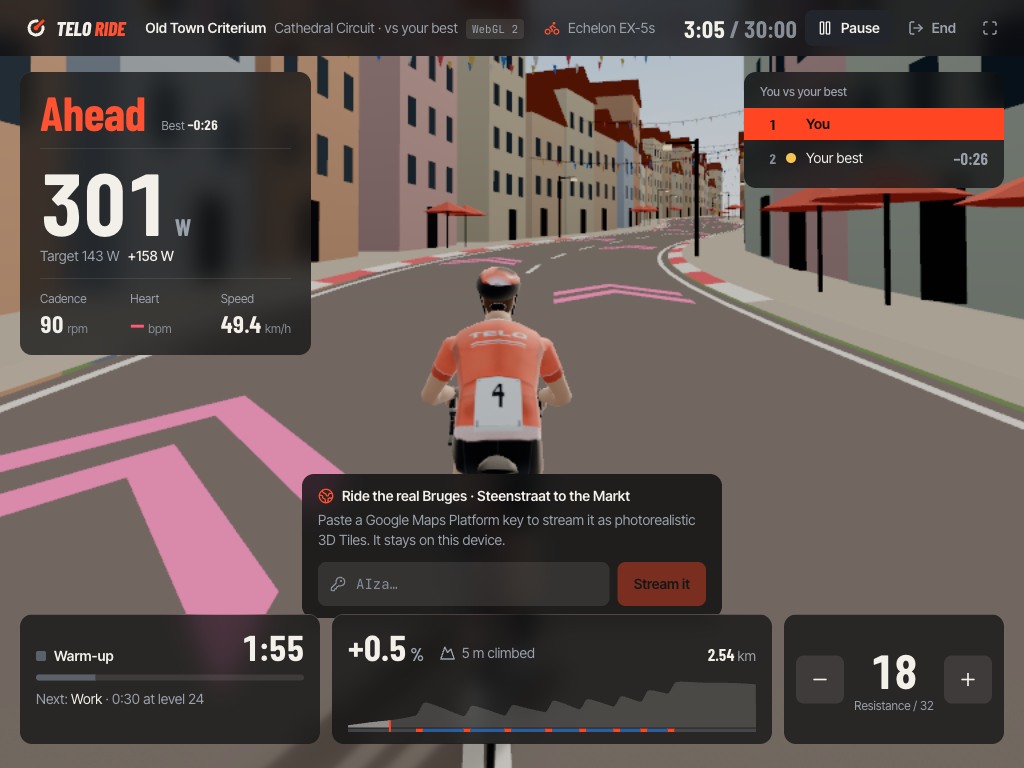 TELO RIDE
Old Town Criterium Cathedral Circuit · vs your best WebGL 2
Echelon EX-5s
3:05 / 30:00
Pause
End
Ahead Best −0:26
301 W
Target 143 W +158 W
Cadence Heart Speed
90 rpm — bpm 49.4 km/h
You vs your best
1 You
2 Your best −0:26
TELO
4
Ride the real Bruges · Steenstraat to the Markt
Paste a Google Maps Platform key to stream it as photorealistic
3D Tiles. It stays on this device.
AIza…
Stream it
Warm-up 1:55
Next: Work · 0:30 at level 24
+0.5 % 5 m climbed 2.54 km
− 18 +
Resistance / 32